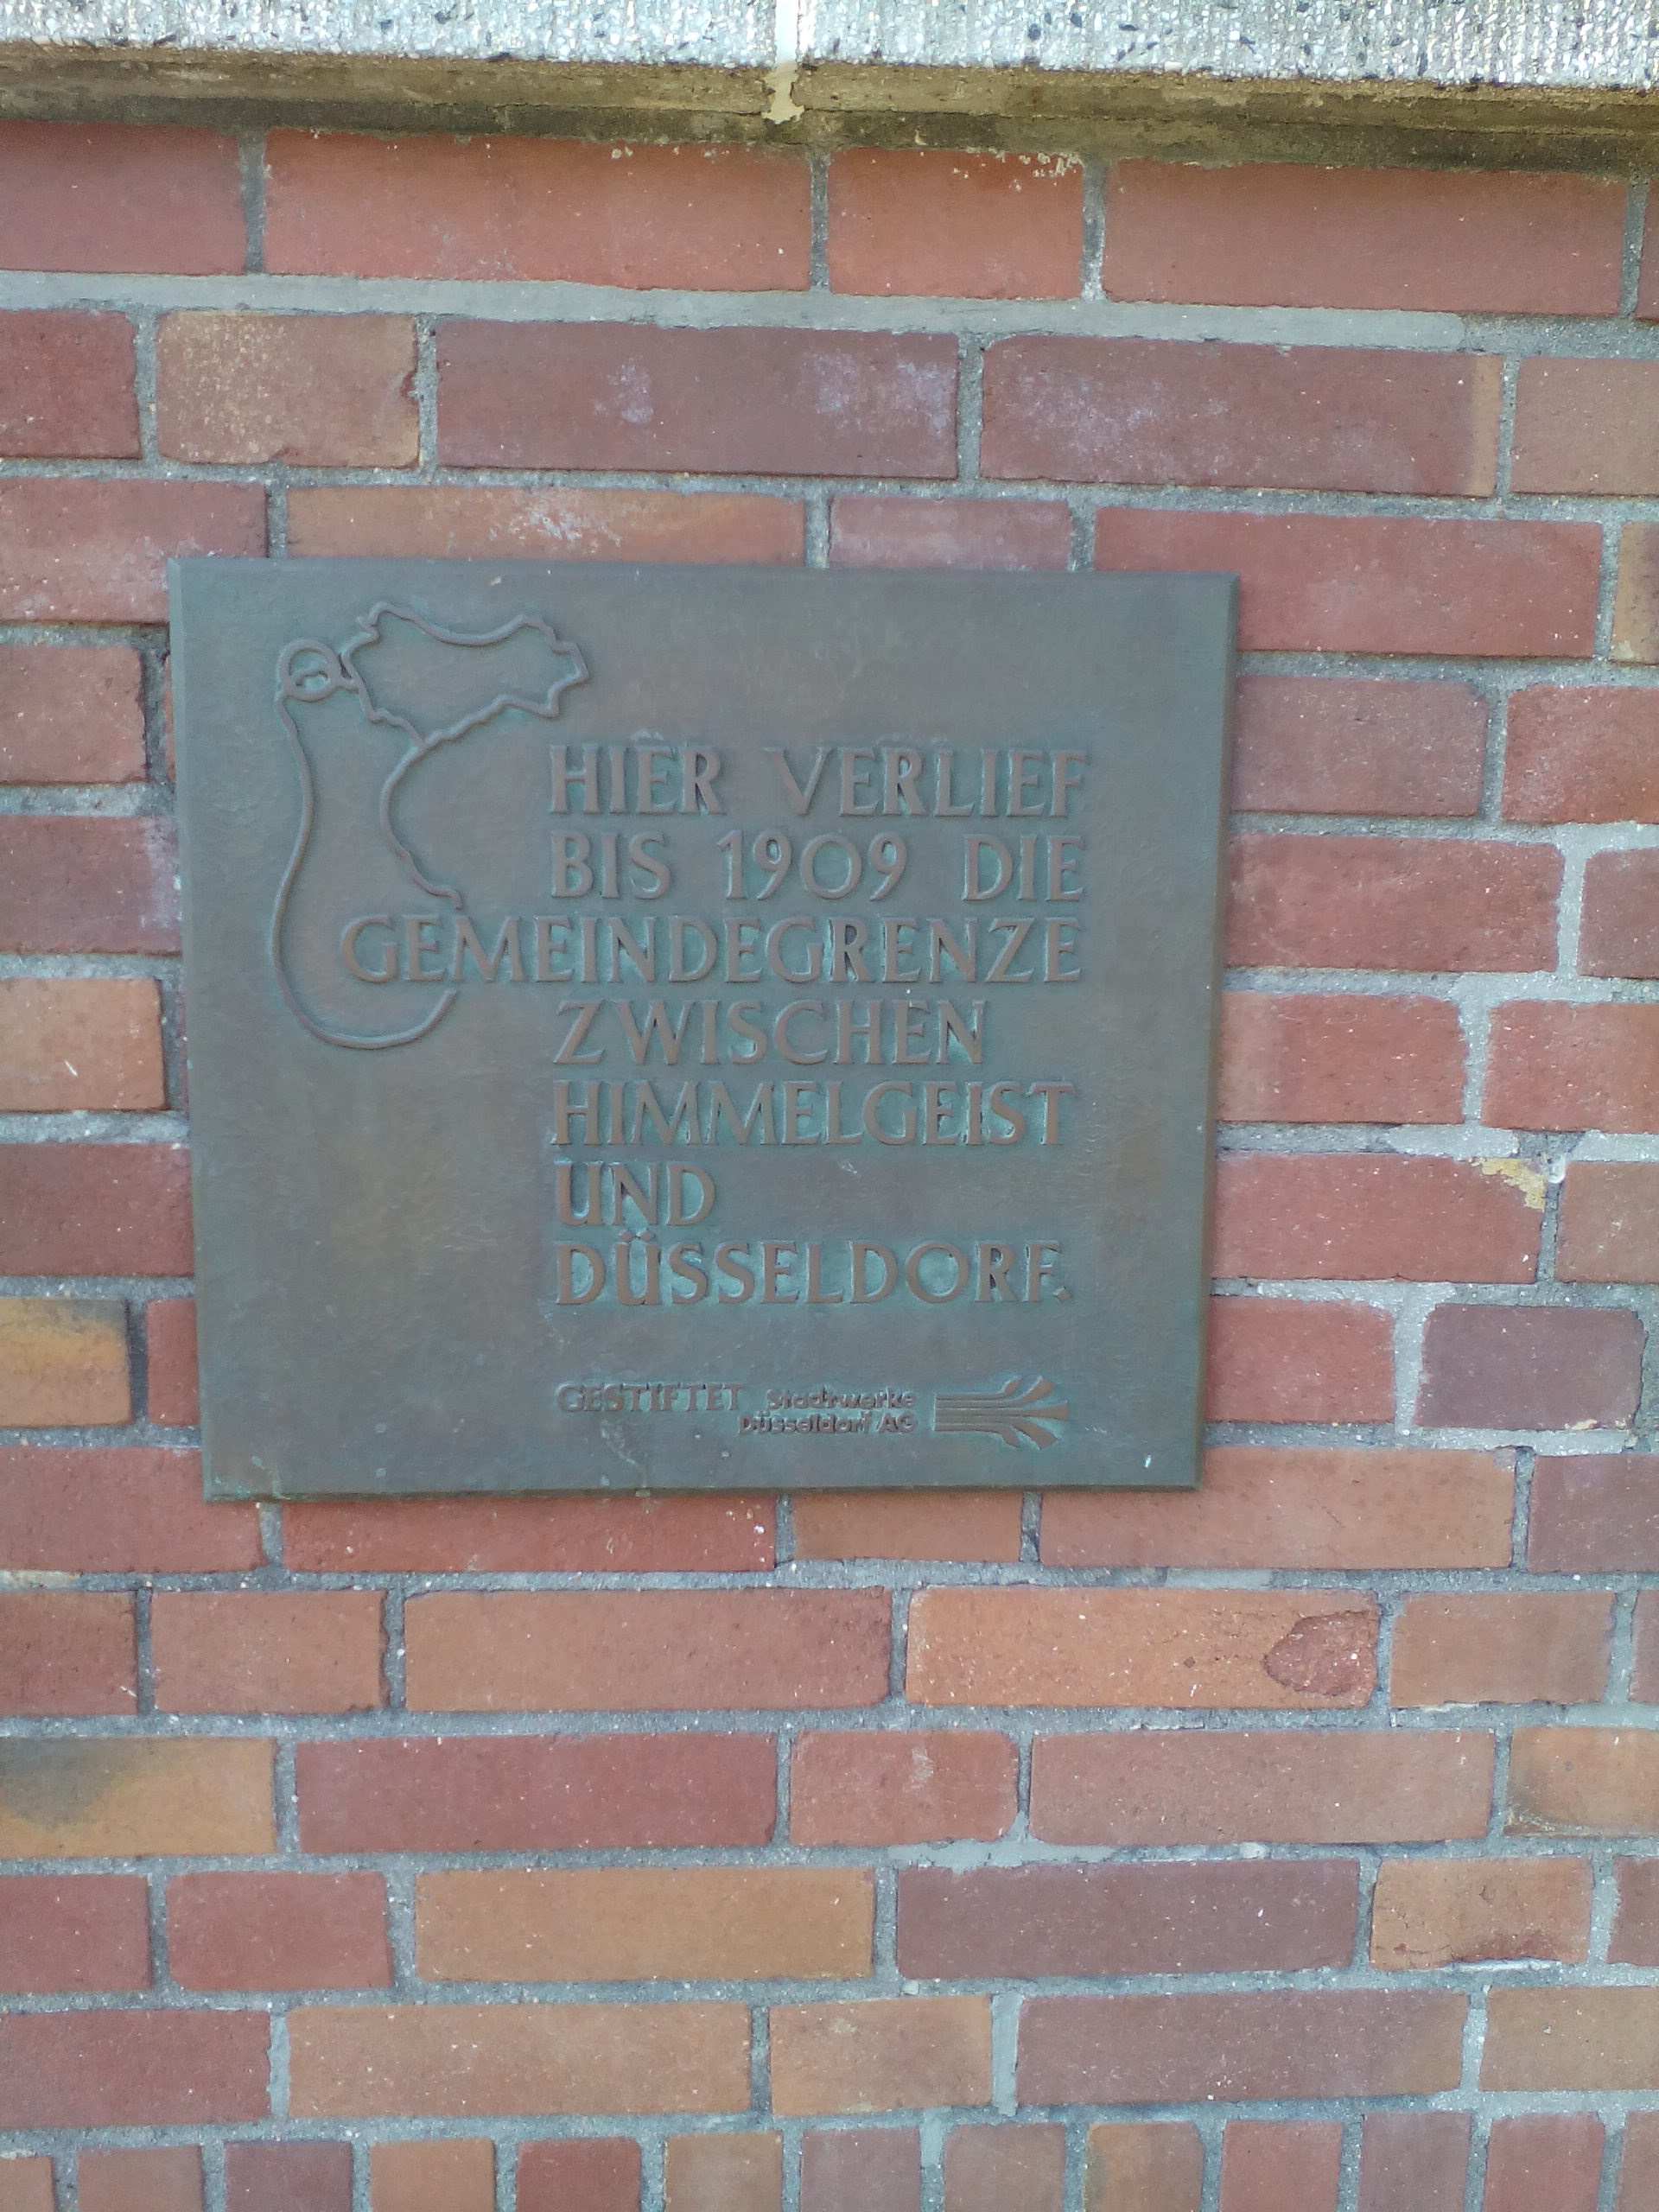 HIER VERLIEF
BIS 1909 DIE
GEMEINDEGRENZE
ZWISCHEN
HIMMELGEIST
UND
DÜSSELDORF.
GESTIFTET Stadtwerke
Düsseldorf AG